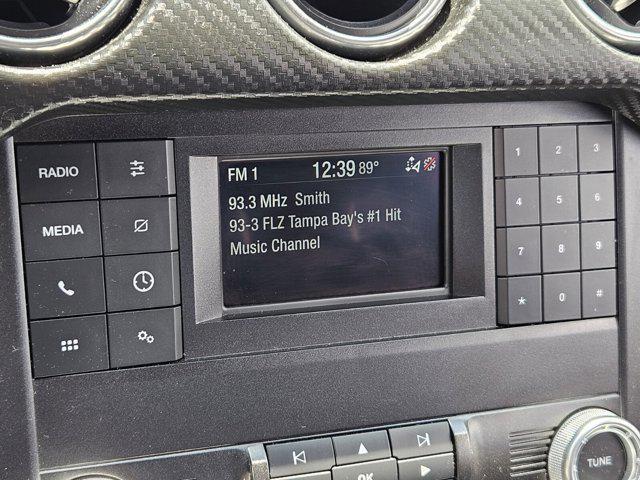 RADIO
MEDIA
FM 1 12:39 89°
93.3 MHz Smith
93-3 FLZ Tampa Bay's #1 Hit
Music Channel
1 2 3
4 5 6
7 8 9
* 0 #
OK
TUNE